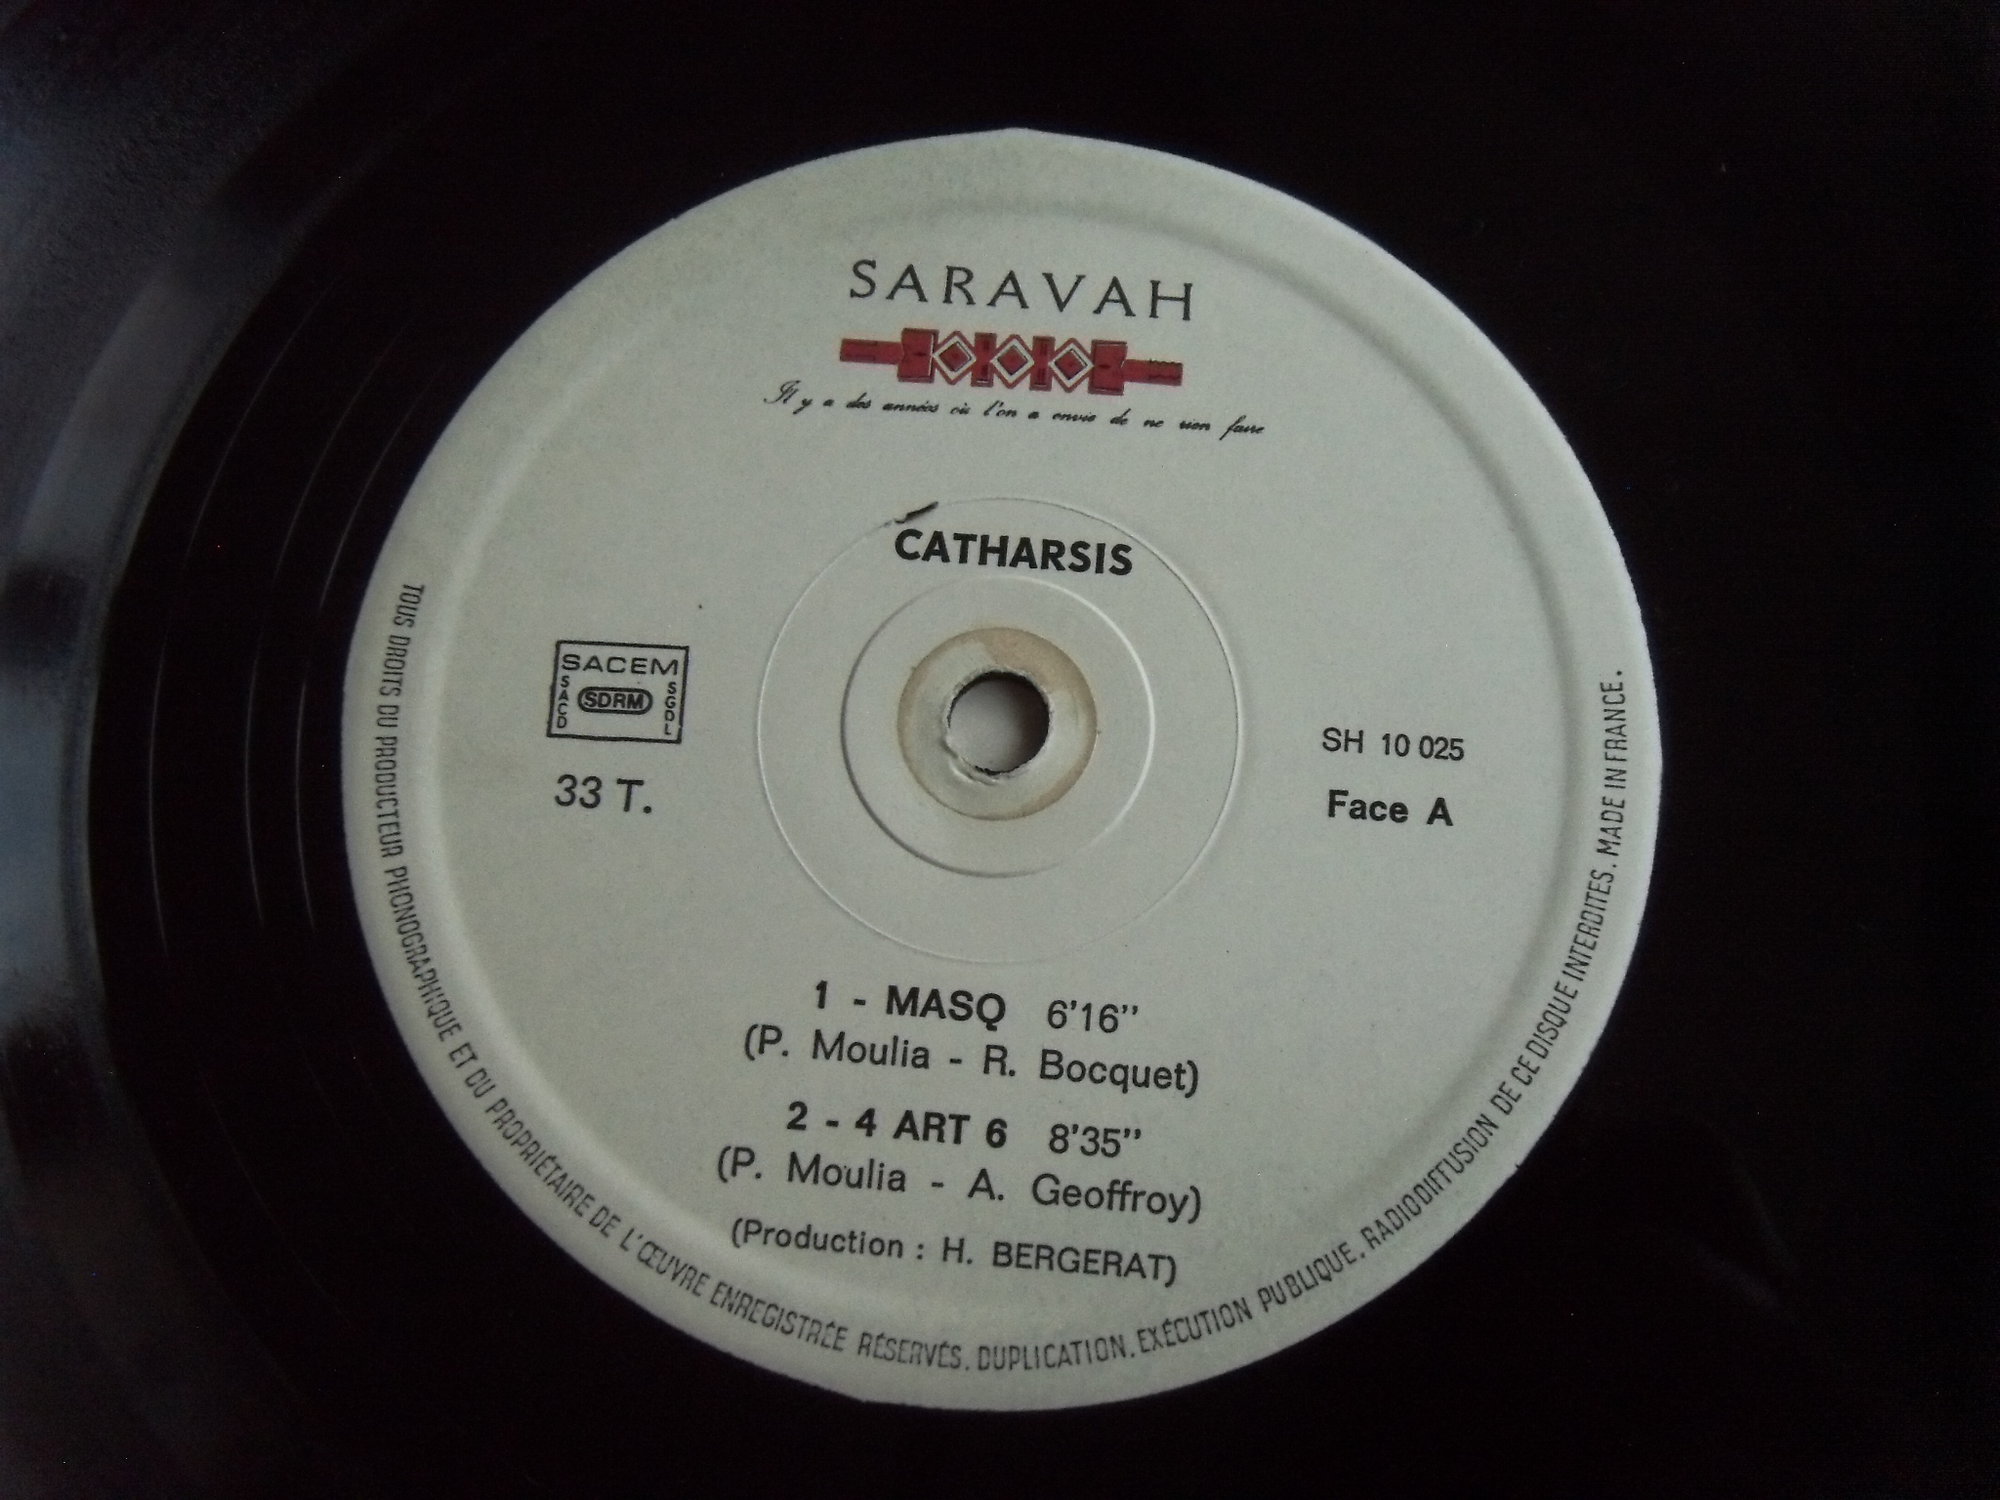 SARAVAH
Il y a des années où l'on a envie de ne rien faire
CATHARSIS
SACEM
SACD
SDRM
SGDL
33 T.
SH 10 025
Face A
1 - MASQ 6'16''
(P. Moulia - R. Bocquet)
2 - 4 ART 6 8'35''
(P. Moulia - A. Geoffroy)
(Production : H. BERGERAT)
TOUS DROITS DU PRODUCTEUR PHONOGRAPHIQUE ET DU PROPRIÉTAIRE DE L'ŒUVRE ENREGISTRÉE RÉSERVÉS. DUPLICATION. EXÉCUTION PUBLIQUE. RADIODIFFUSION DE CE DISQUE INTERDITES. MADE IN FRANCE.